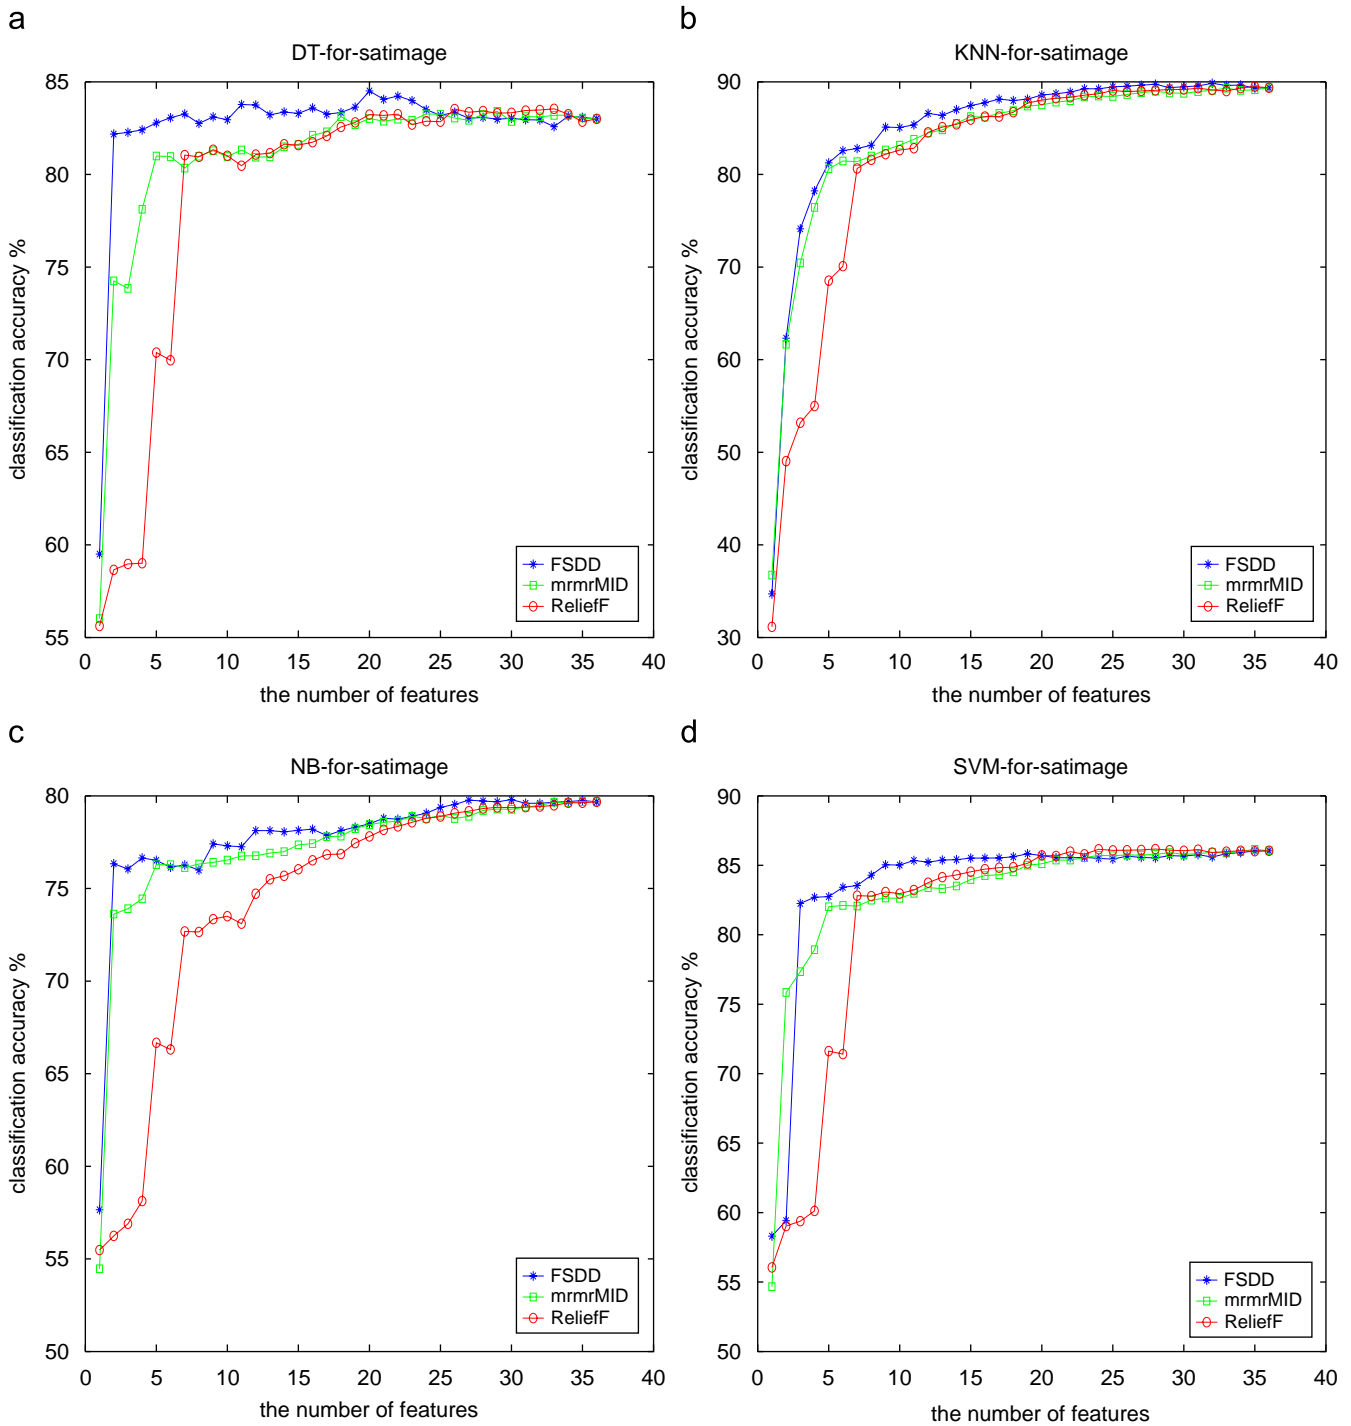 a
DT-for-satimage
85
80
75
70
65
60
55
classification accuracy %
FSDD
mrmrMID
ReliefF
0 5 10 15 20 25 30 35 40
the number of features
b
KNN-for-satimage
90
80
70
60
50
40
30
classification accuracy %
FSDD
mrmrMID
ReliefF
0 5 10 15 20 25 30 35 40
the number of features
c
NB-for-satimage
80
75
70
65
60
55
50
classification accuracy %
FSDD
mrmrMID
ReliefF
0 5 10 15 20 25 30 35 40
the number of features
d
SVM-for-satimage
90
85
80
75
70
65
60
55
50
classification accuracy %
FSDD
mrmrMID
ReliefF
0 5 10 15 20 25 30 35 40
the number of features